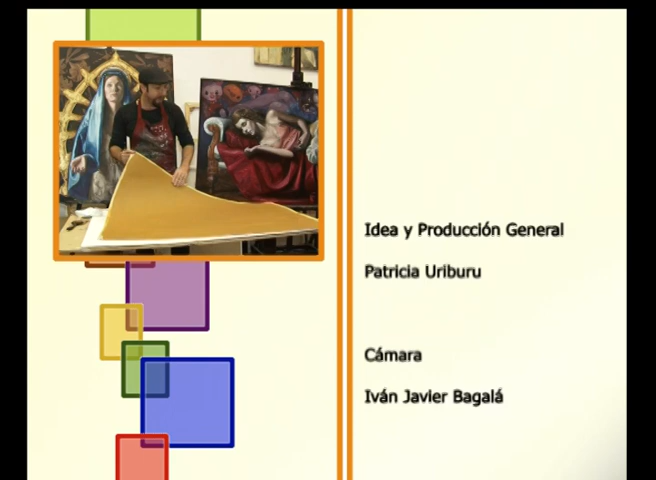 Idea y Producción General
Patricia Uriburu
Cámara
Iván Javier Bagalá